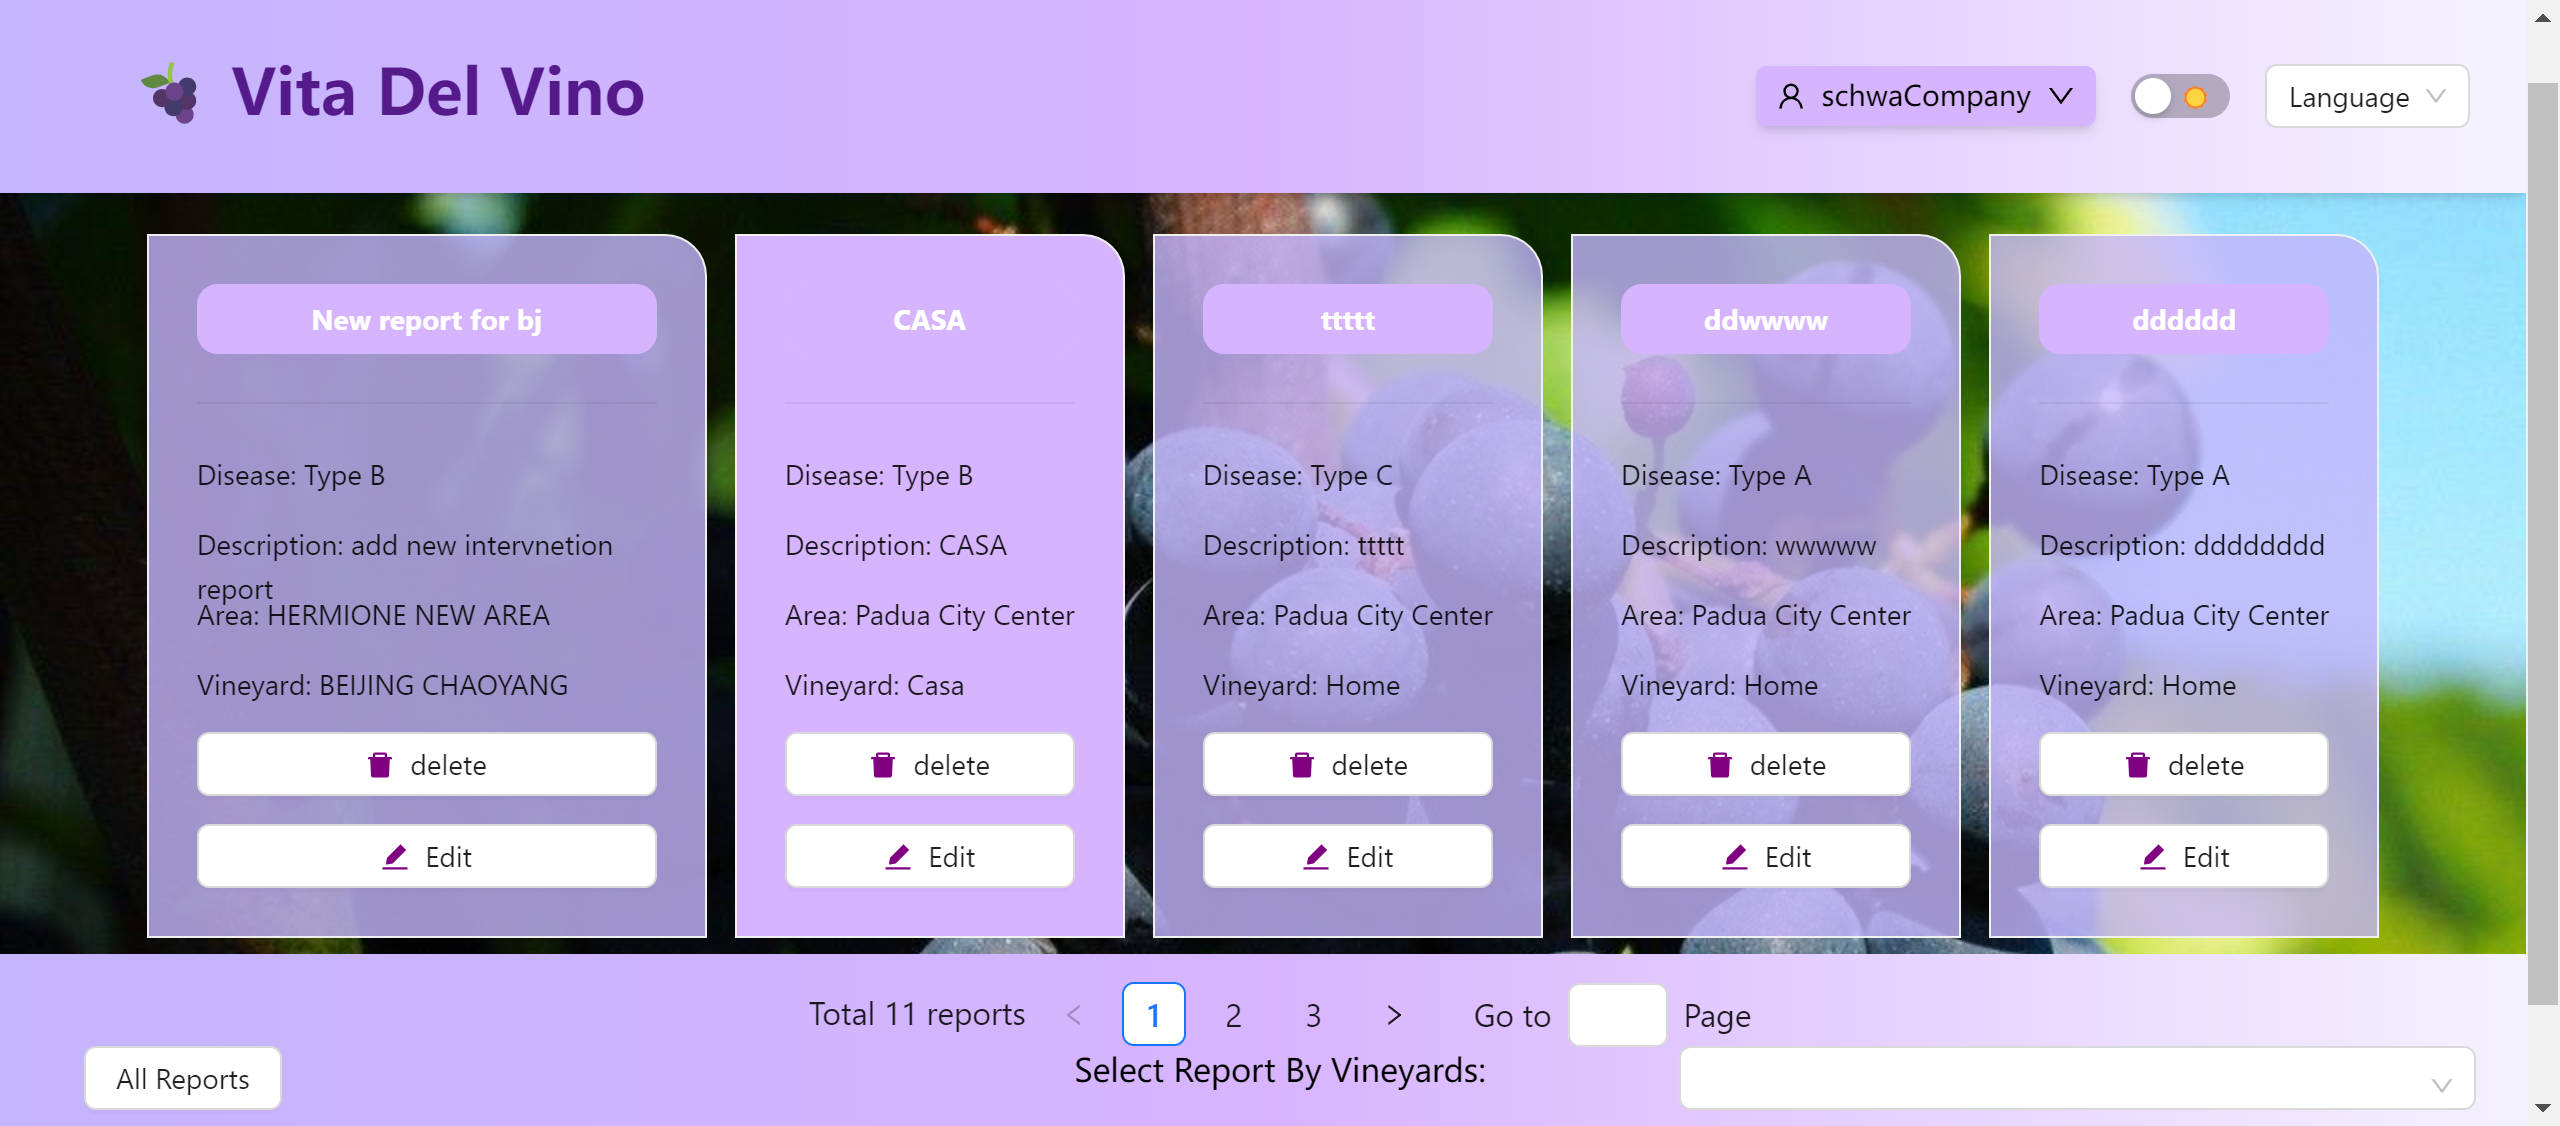 Vita Del Vino
schwaCompany
Language
New report for bj
Disease: Type B
Description: add new intervnetion
report
Area: HERMIONE NEW AREA
Vineyard: BEIJING CHAOYANG
delete
Edit
CASA
Disease: Type B
Description: CASA
Area: Padua City Center
Vineyard: Casa
delete
Edit
ttttt
Disease: Type C
Description: ttttt
Area: Padua City Center
Vineyard: Home
delete
Edit
ddwwww
Disease: Type A
Description: wwwww
Area: Padua City Center
Vineyard: Home
delete
Edit
dddddd
Disease: Type A
Description: dddddddd
Area: Padua City Center
Vineyard: Home
delete
Edit
Total 11 reports < 1 2 3 > Go to Page
All Reports
Select Report By Vineyards: